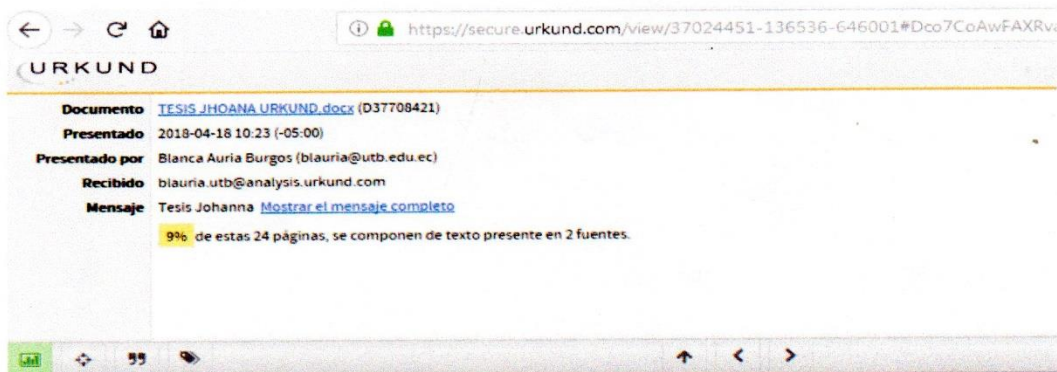 https://secure.urkund.com/view/37024451-136536-646001#Dco7CoAwFAXRv
URKUND
Documento TESIS JHOANA URKUND.docx (D37708421)
Presentado 2018-04-18 10:23 (-05:00)
Presentado por Blanca Auria Burgos (blauria@utb.edu.ec)
Recibido blauria.utb@analysis.urkund.com
Mensaje Tesis Johanna Mostrar el mensaje completo
9% de estas 24 páginas, se componen de texto presente en 2 fuentes.